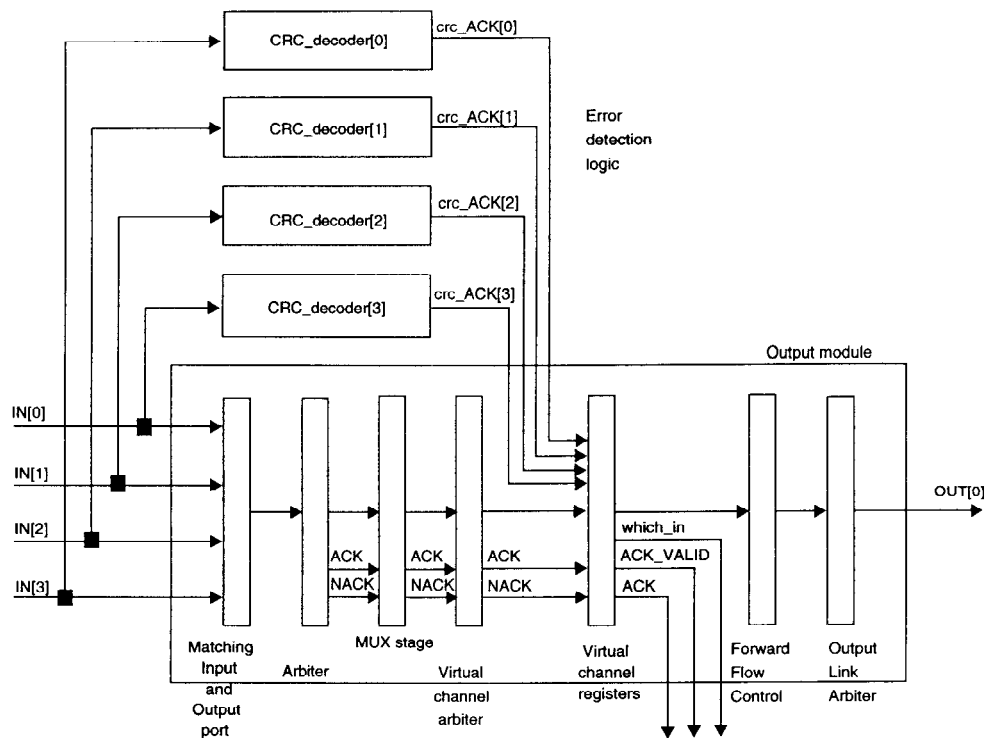 CRC_decoder[0]
crc_ACK[0]
CRC_decoder[1]
crc_ACK[1]
Error
detection
logic
CRC_decoder[2]
crc_ACK[2]
CRC_decoder[3]
crc_ACK[3]
Output module
IN[0]
IN[1]
IN[2]
IN[3]
OUT[0]
which_in
ACK
ACK
ACK
ACK_VALID
NACK
NACK
NACK
ACK
Matching
Input
and
Output
port
Arbiter
MUX stage
Virtual
channel
arbiter
Virtual
channel
registers
Forward
Flow
Control
Output
Link
Arbiter